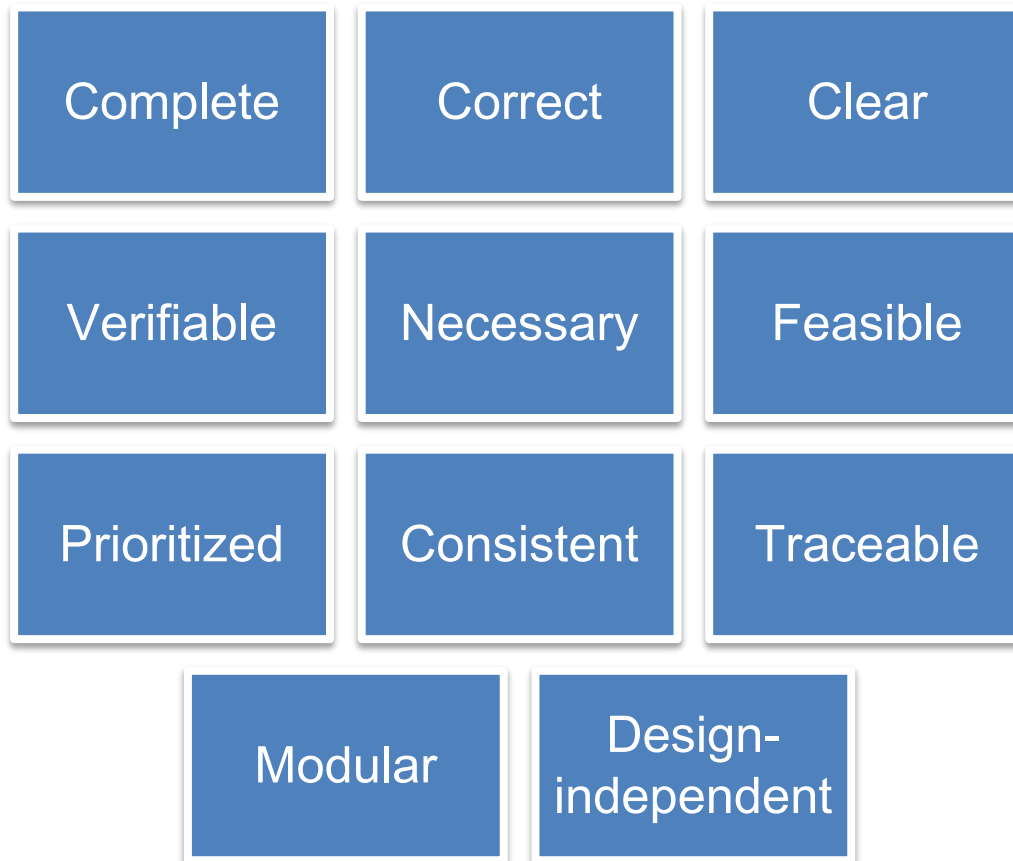 Complete
Correct
Clear
Verifiable
Necessary
Feasible
Prioritized
Consistent
Traceable
Modular
Design-
independent